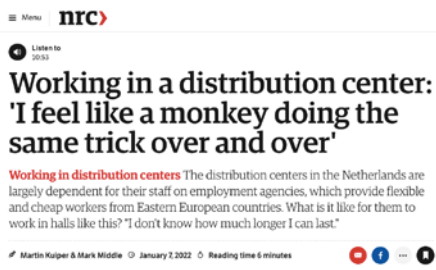 Menu nrc>
Listen to
10:53
Working in a distribution center:
'I feel like a monkey doing the
same trick over and over'
Working in distribution centers The distribution centers in the Netherlands are
largely dependent for their staff on employment agencies, which provide flexible
and cheap workers from Eastern European countries. What is it like for them to
work in halls like this? "I don't know how much longer I can last."
Martin Kuiper & Mark Middle January 7, 2022 Reading time 6 minutes